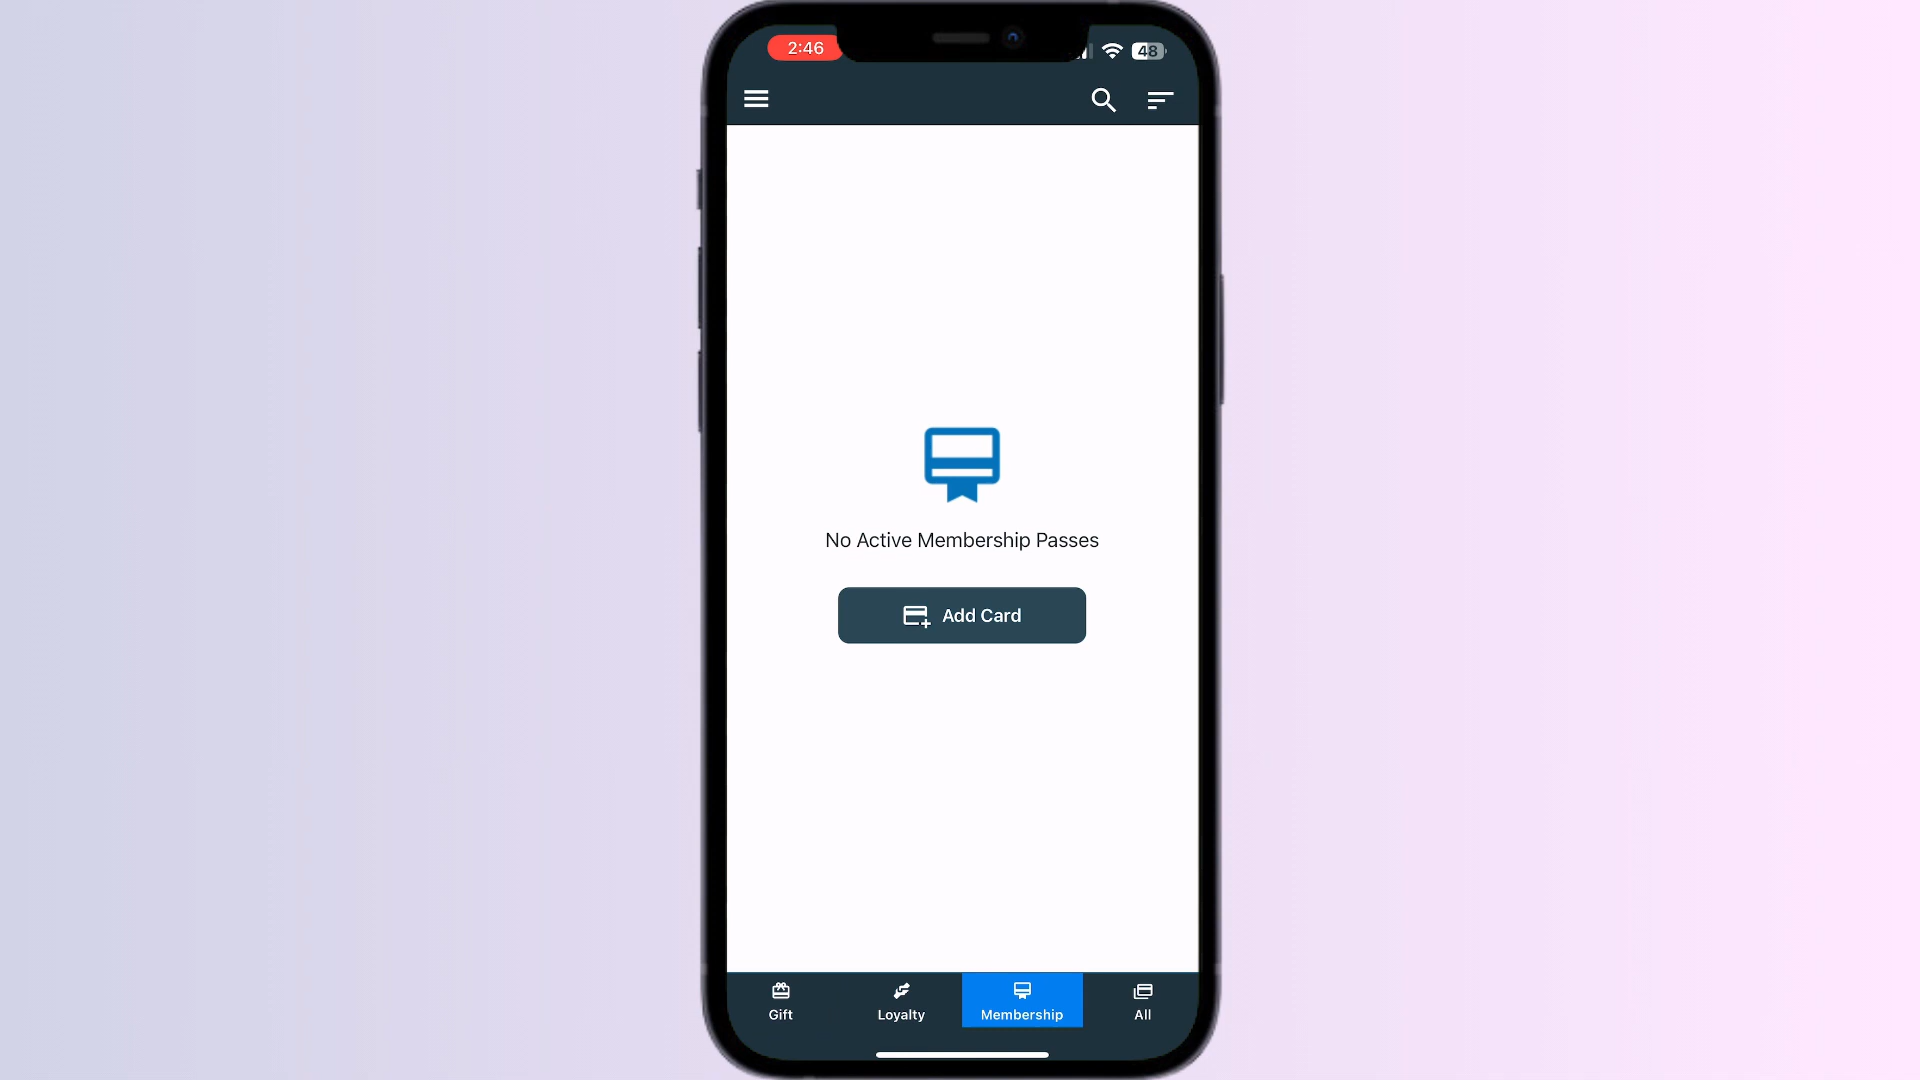 2:46
48
No Active Membership Passes
Add Card
Gift
Loyalty
Membership
All